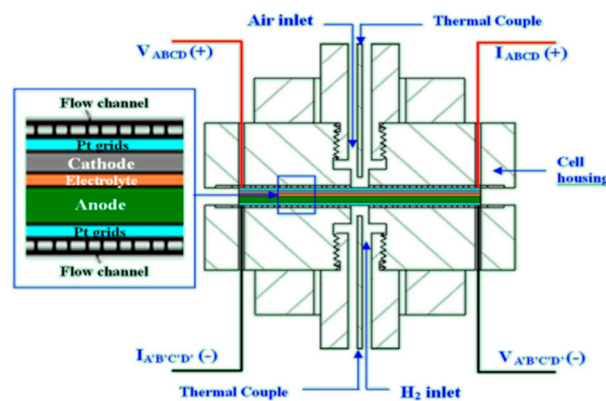 Air inlet
Thermal Couple
V ABCD (+)
I ABCD (+)
Flow channel
Pt grids
Cathode
Electrolyte
Anode
Pt grids
Flow channel
Cell
housing
I A'B'C'D' (-)
V A'B'C'D' (-)
Thermal Couple
H2 inlet